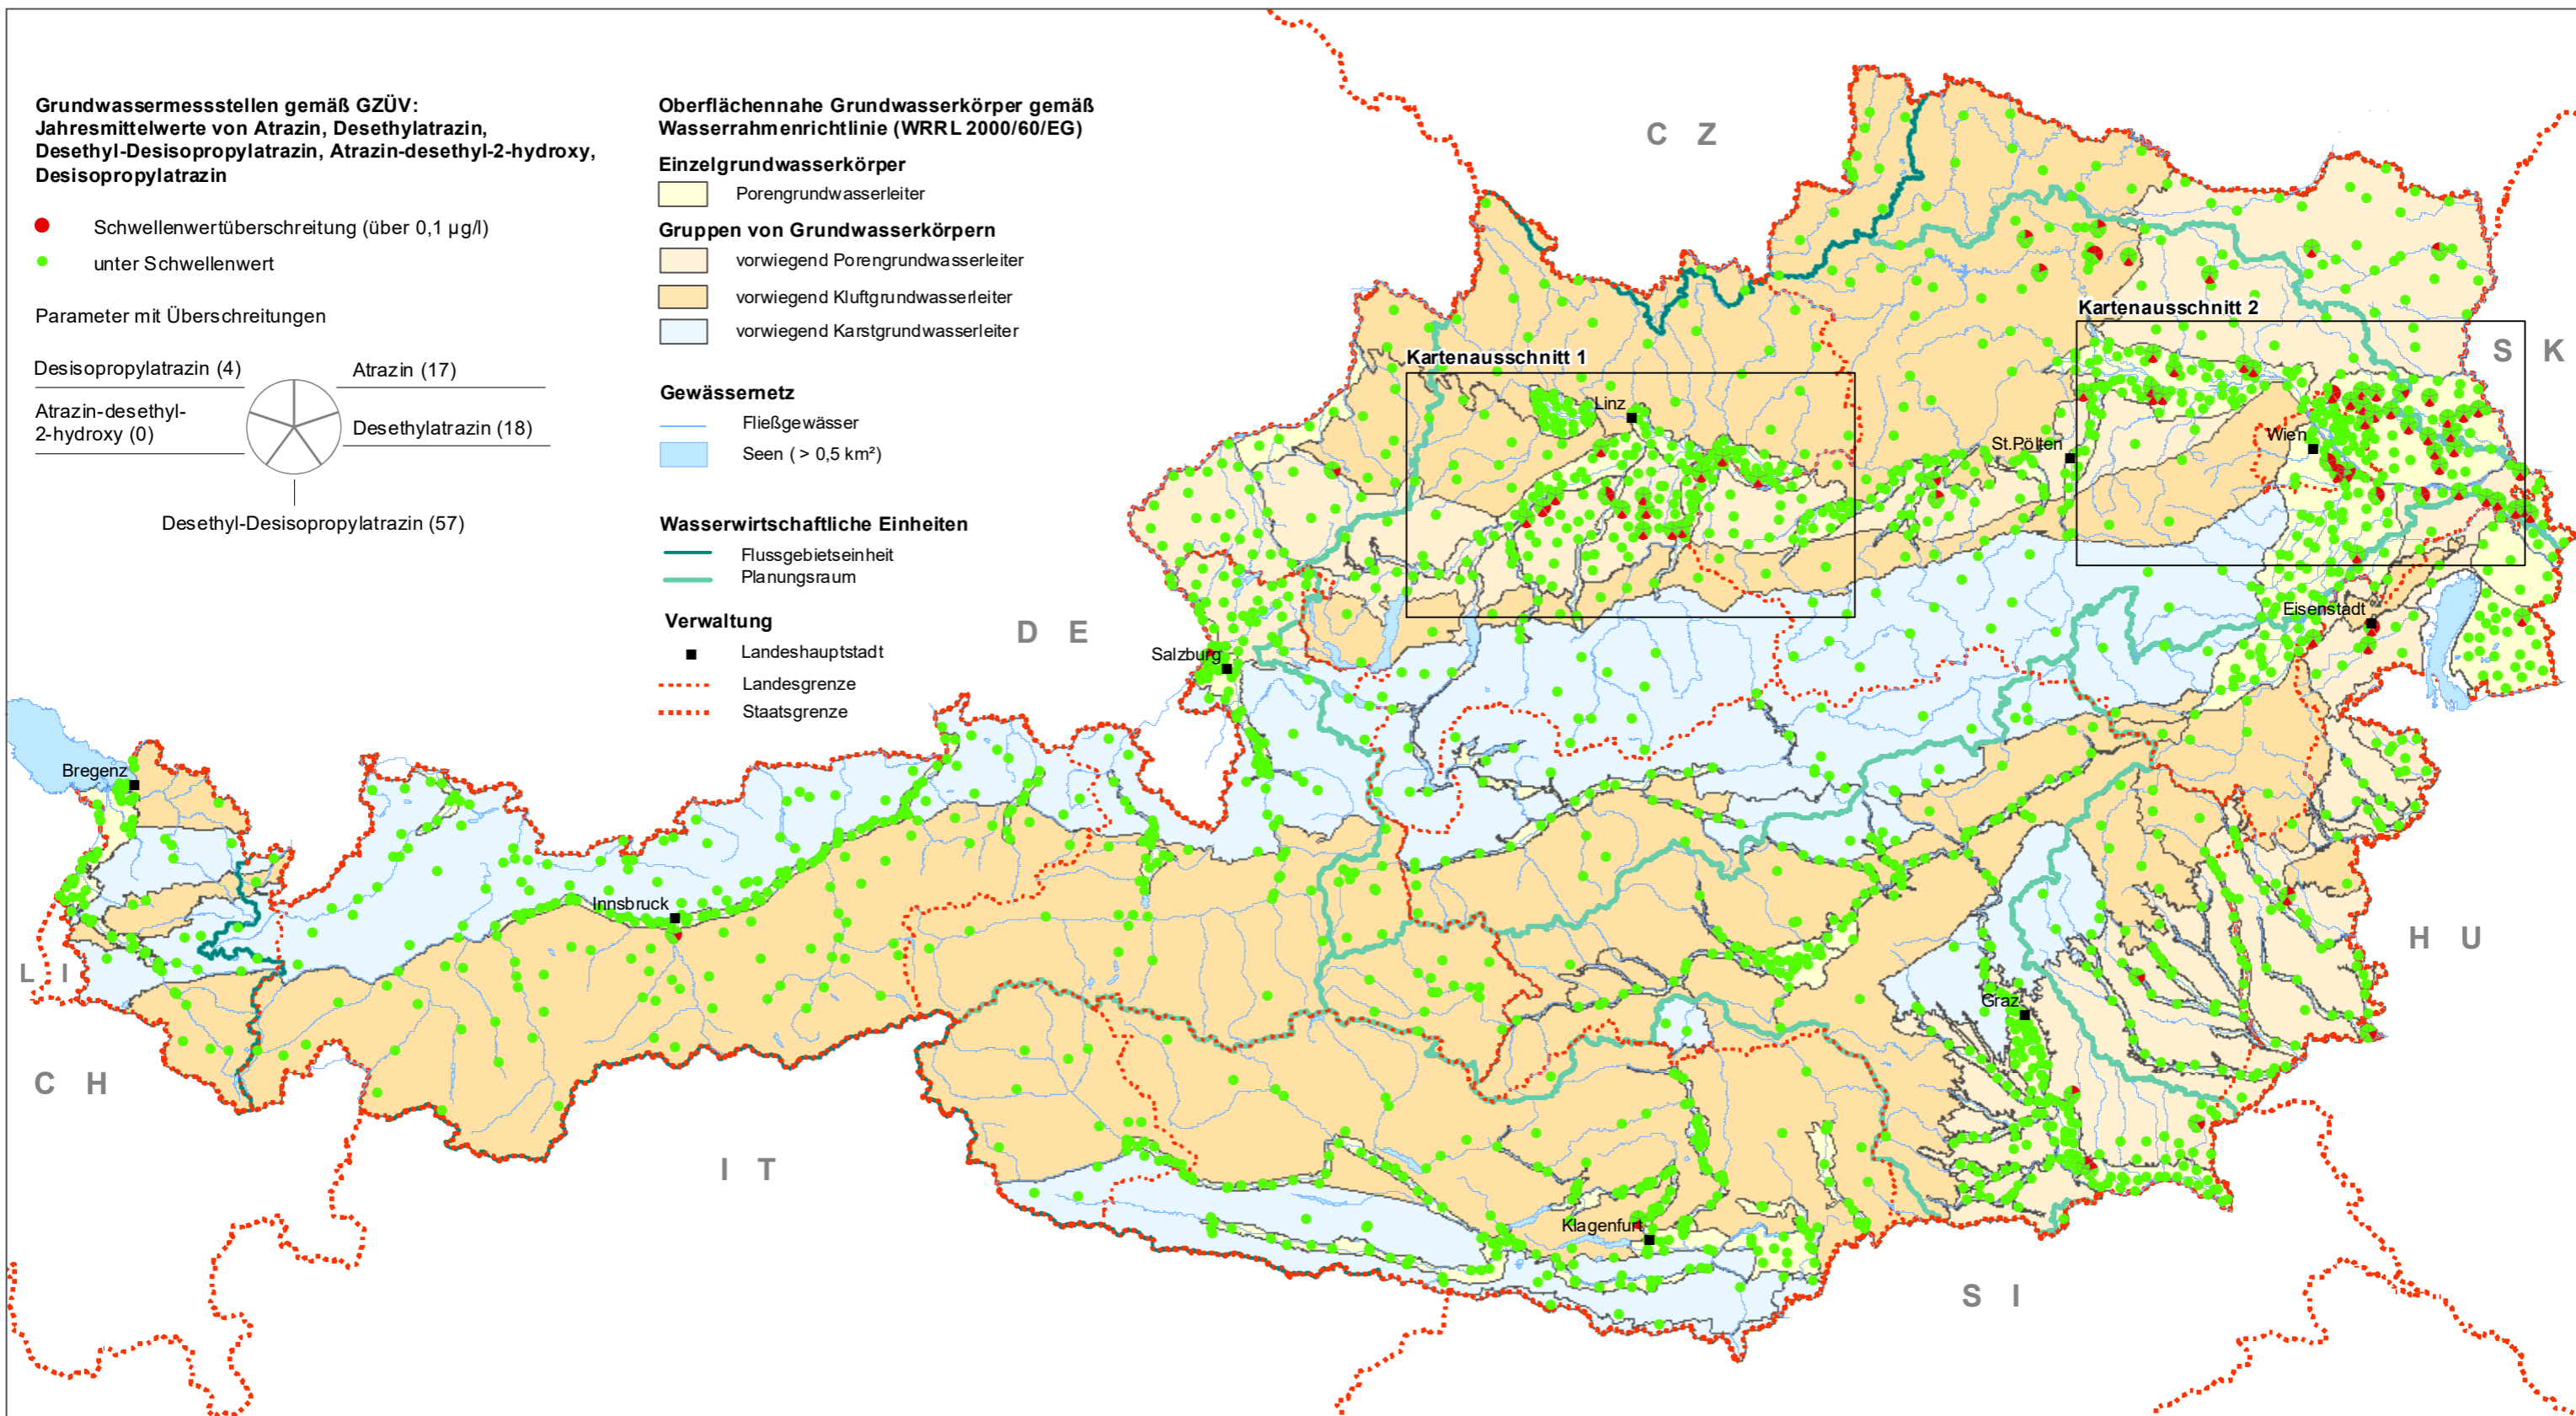 Grundwassermessstellen gemäß GZÜV:
Jahresmittelwerte von Atrazin, Desethylatrazin,
Desethyl-Desisopropylatrazin, Atrazin-desethyl-2-hydroxy,
Desisopropylatrazin
Schwellenwertüberschreitung (über 0,1 µg/l)
unter Schwellenwert
Parameter mit Überschreitungen
Desisopropylatrazin (4)
Atrazin (17)
Atrazin-desethyl-
2-hydroxy (0)
Desethylatrazin (18)
Desethyl-Desisopropylatrazin (57)
Oberflächennahe Grundwasserkörper gemäß
Wasserrahmenrichtlinie (WRRL 2000/60/EG)
Einzelgrundwasserkörper
Porengrundwasserleiter
Gruppen von Grundwasserkörpern
vorwiegend Porengrundwasserleiter
vorwiegend Kluftgrundwasserleiter
vorwiegend Karstgrundwasserleiter
Gewässernetz
Fließgewässer
Seen ( > 0,5 km²)
Wasserwirtschaftliche Einheiten
Flussgebietseinheit
Planungsraum
Verwaltung
Landeshauptstadt
Landesgrenze
Staatsgrenze
C Z
Kartenausschnitt 2
S K
Kartenausschnitt 1
Linz
Wien
St.Pölten
Eisenstadt
D E
Salzburg
Bregenz
Innsbruck
H U
L I
Graz
C H
I T
Klagenfurt
S I